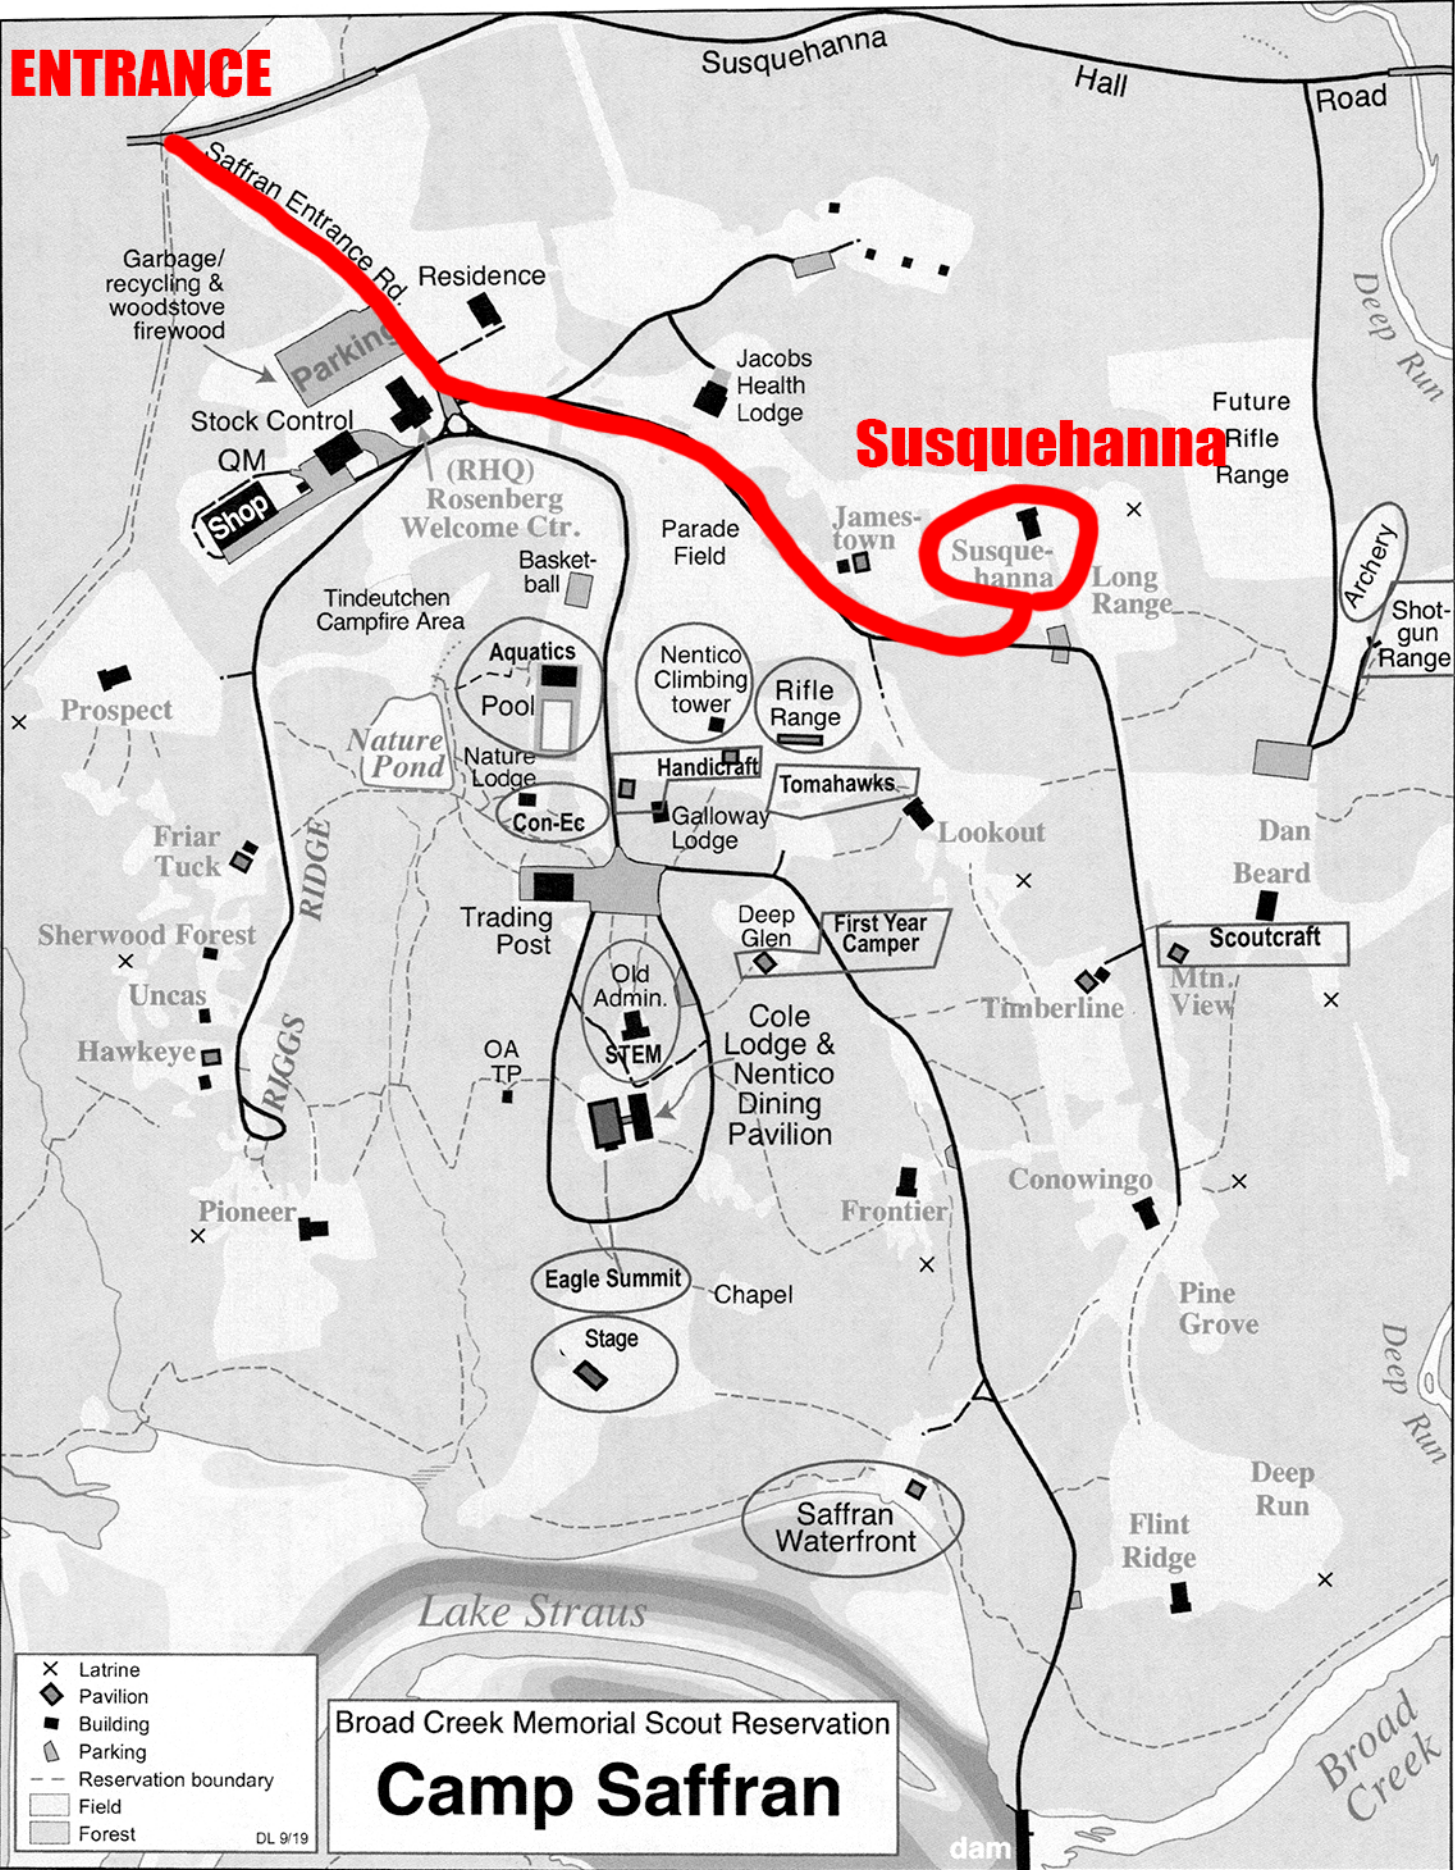 ENTRANCE
Susquehanna
Hall
Road
Saffran Entrance Rd.
Garbage/
recycling &
woodstove
firewood
Residence
Parking
Deep Run
Jacobs
Health
Lodge
Stock Control
QM
Shop
(RHQ)
Rosenberg
Welcome Ctr.
Susquehanna
Future
Rifle
Range
Parade
Field
James-
town
Susque-
hanna
Long
Range
Archery
Shot-
gun
Range
Basket-
ball
Tindeutchen
Campfire Area
Aquatics
Pool
Nentico
Climbing
tower
Rifle
Range
Prospect
Nature
Pond
Nature
Lodge
Con-Ec
Handicraft
Galloway
Lodge
Tomahawks
Lookout
Friar
Tuck
RIDGE
Dan
Beard
Trading
Post
Deep
Glen
First Year
Camper
Scoutcraft
Sherwood Forest
Uncas
Hawkeye
RIGGS
Old
Admin.
STEM
Timberline
Mtn.
View
OA
TP
Cole
Lodge &
Nentico
Dining
Pavilion
Pioneer
Frontier
Conowingo
Eagle Summit
Chapel
Pine
Grove
Stage
Deep Run
Saffran
Waterfront
Deep
Run
Flint
Ridge
Lake Straus
Latrine
Pavilion
Building
Parking
Reservation boundary
Field
Forest
DL 9/19
Broad Creek Memorial Scout Reservation
Camp Saffran
Broad
Creek
dam